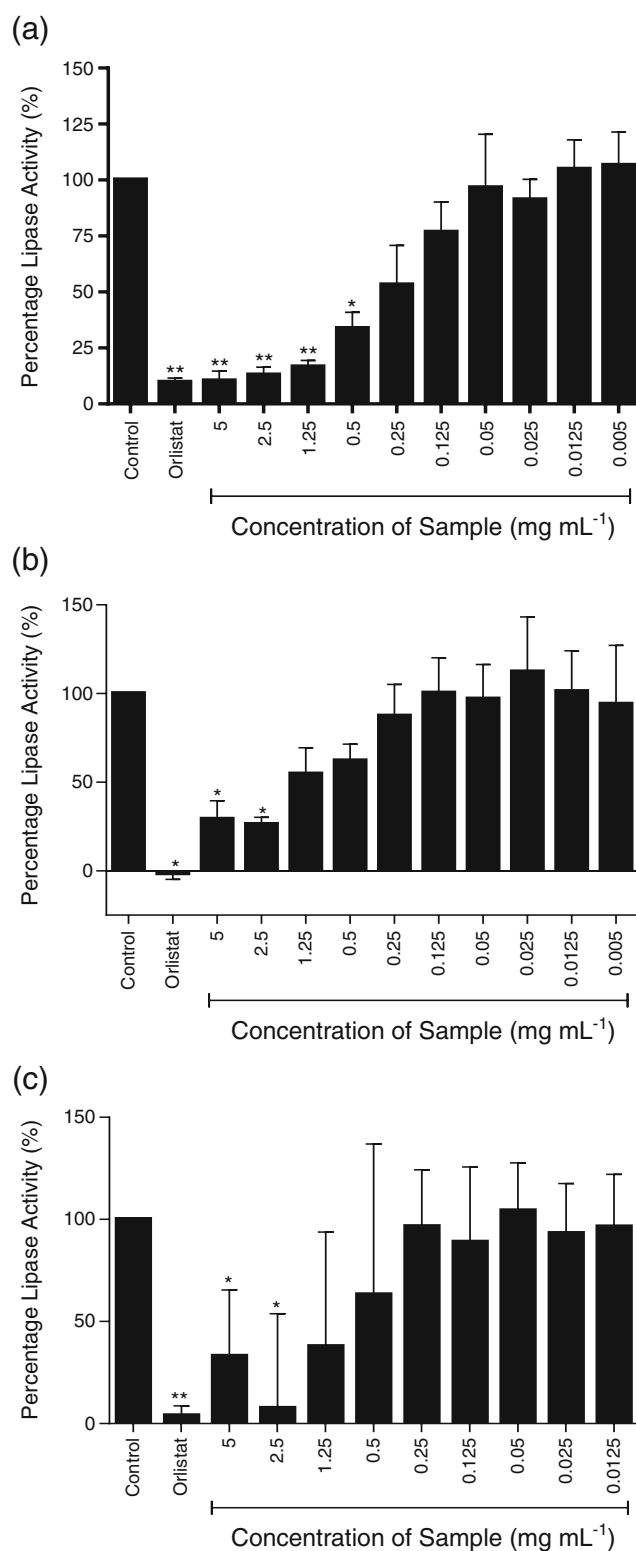 (a)
Percentage Lipase Activity (%)
150
125
100
75
50
25
0
** ** ** ** *
Control Orlistat 5 2.5 1.25 0.5 0.25 0.125 0.05 0.025 0.0125 0.005
Concentration of Sample (mg mL⁻¹)
(b)
Percentage Lipase Activity (%)
150
100
50
0
* * *
Control Orlistat 5 2.5 1.25 0.5 0.25 0.125 0.05 0.025 0.0125 0.005
Concentration of Sample (mg mL⁻¹)
(c)
Percentage Lipase Activity (%)
150
100
50
0
** * *
Control Orlistat 5 2.5 1.25 0.5 0.25 0.125 0.05 0.025 0.0125
Concentration of Sample (mg mL⁻¹)